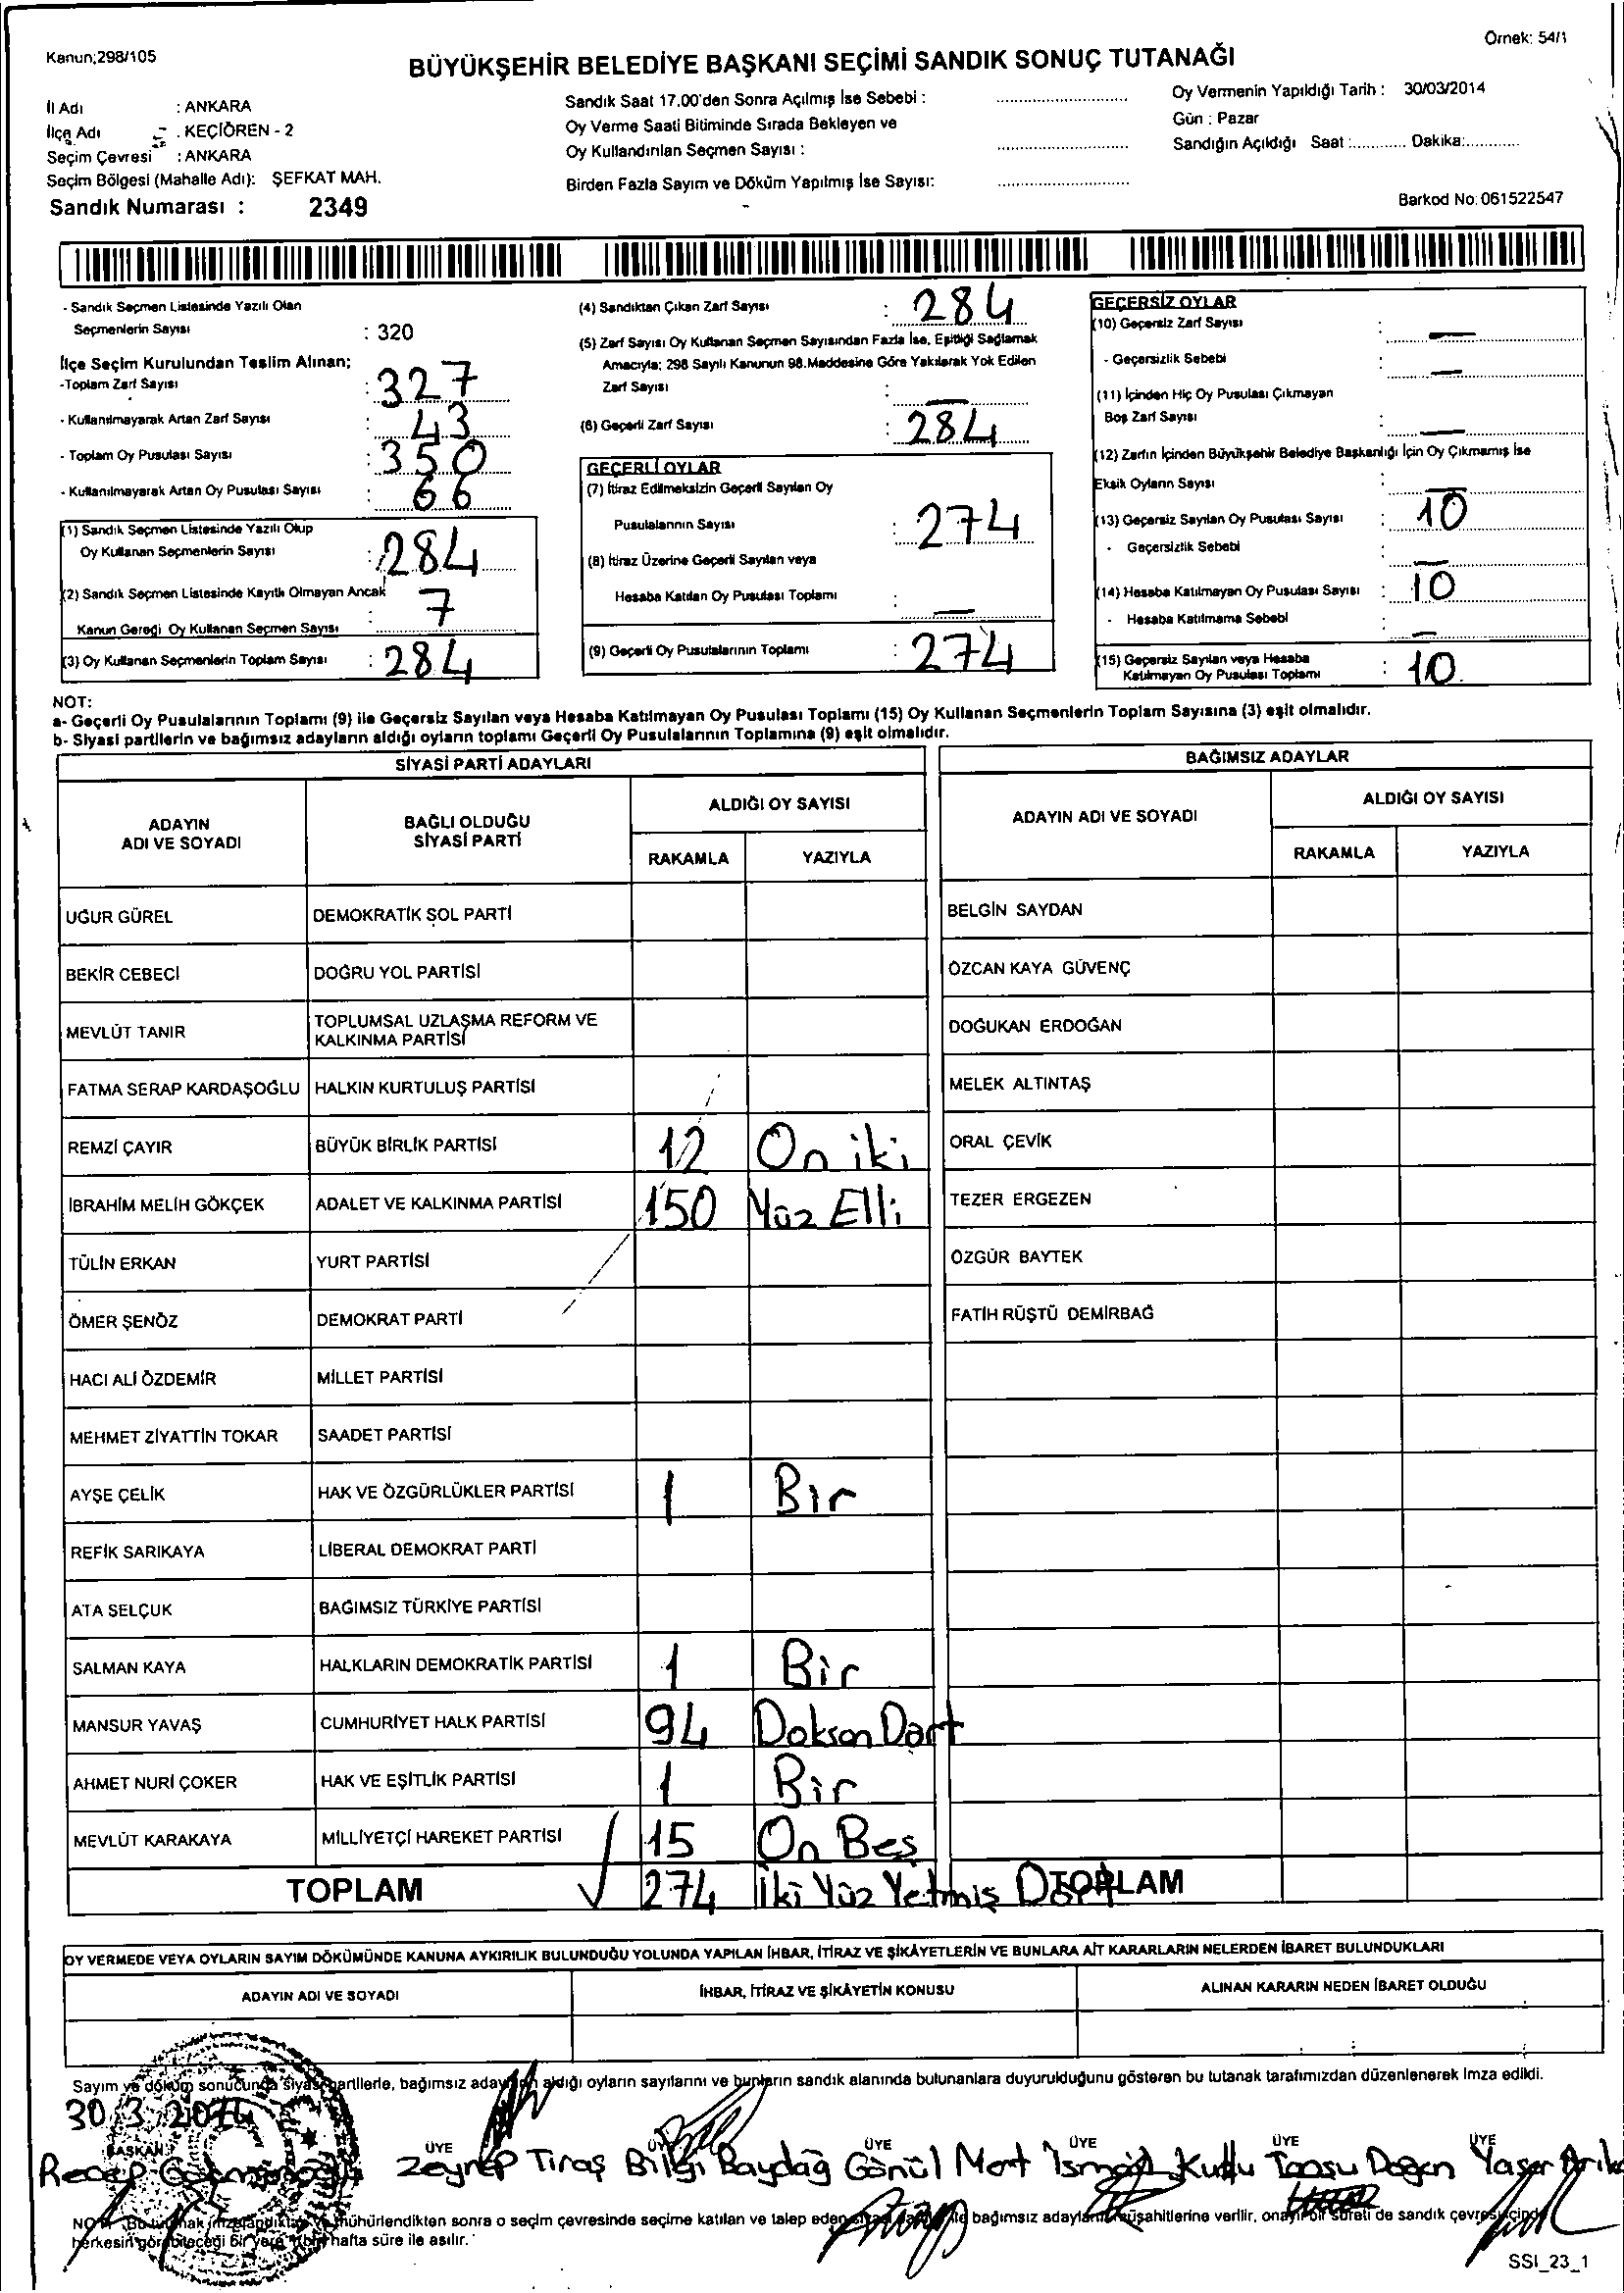 Kanun;298/105
Örnek: 54/1
BÜYÜKŞEHİR BELEDİYE BAŞKANI SEÇİMİ SANDIK SONUÇ TUTANAĞI
İl Adı : ANKARA
İlçe Adı : KEÇİÖREN - 2
Seçim Çevresi : ANKARA
Seçim Bölgesi (Mahalle Adı): ŞEFKAT MAH.
Sandık Numarası : 2349
Sandık Saat 17.00'den Sonra Açılmış İse Sebebi : ..............................
Oy Verme Saati Bitiminde Sırada Bekleyen ve
Oy Kullandırılan Seçmen Sayısı : ..............................
Birden Fazla Sayım ve Döküm Yapılmış İse Sayısı: ..............................
Oy Vermenin Yapıldığı Tarih : 30/03/2014
Gün : Pazar
Sandığın Açıldığı Saat :............ Dakika:............
Barkod No: 061522547
- Sandık Seçmen Listesinde Yazılı Olan
Seçmenlerin Sayısı : 320
İlçe Seçim Kurulundan Teslim Alınan;
-Toplam Zarf Sayısı : 327
- Kullanılmayarak Artan Zarf Sayısı : 43
- Toplam Oy Pusulası Sayısı : 350
- Kullanılmayarak Artan Oy Pusulası Sayısı : 66
(1) Sandık Seçmen Listesinde Yazılı Olup
Oy Kullanan Seçmenlerin Sayısı : 284
(2) Sandık Seçmen Listesinde Kayıtlı Olmayan Ancak
Kanun Gereği Oy Kullanan Seçmen Sayısı : 7
(3) Oy Kullanan Seçmenlerin Toplam Sayısı : 284
(4) Sandıktan Çıkan Zarf Sayısı : 284
(5) Zarf Sayısı Oy Kullanan Seçmen Sayısından Fazla İse, Eşitliği Sağlamak
Amacıyla; 298 Sayılı Kanunun 98.Maddesine Göre Yakılarak Yok Edilen
Zarf Sayısı : —
(6) Geçerli Zarf Sayısı : 284
GEÇERLİ OYLAR
(7) İtiraz Edilmeksizin Geçerli Sayılan Oy
Pusulalarının Sayısı : 274
(8) İtiraz Üzerine Geçerli Sayılan veya
Hesaba Katılan Oy Pusulası Toplamı : —
(9) Geçerli Oy Pusulalarının Toplamı : 274
GEÇERSİZ OYLAR
(10) Geçersiz Zarf Sayısı : —
- Geçersizlik Sebebi : —
(11) İçinden Hiç Oy Pusulası Çıkmayan
Boş Zarf Sayısı : —
(12) Zarfın İçinden Büyükşehir Belediye Başkanlığı İçin Oy Çıkmamış İse
Eksik Oyların Sayısı : —
(13) Geçersiz Sayılan Oy Pusulası Sayısı : 10
- Geçersizlik Sebebi : —
(14) Hesaba Katılmayan Oy Pusulası Sayısı : 10
- Hesaba Katılmama Sebebi : —
(15) Geçersiz Sayılan veya Hesaba
Katılmayan Oy Pusulası Toplamı : 10
NOT:
a- Geçerli Oy Pusulalarının Toplamı (9) ile Geçersiz Sayılan veya Hesaba Katılmayan Oy Pusulası Toplamı (15) Oy Kullanan Seçmenlerin Toplam Sayısına (3) eşit olmalıdır.
b- Siyasi partilerin ve bağımsız adayların aldığı oyların toplamı Geçerli Oy Pusulalarının Toplamına (9) eşit olmalıdır.
SİYASİ PARTİ ADAYLARI
ADAYIN ADI VE SOYADI
BAĞLI OLDUĞU SİYASİ PARTİ
ALDIĞI OY SAYISI
RAKAMLA YAZIYLA
UĞUR GÜREL DEMOKRATİK SOL PARTİ
BEKİR CEBECİ DOĞRU YOL PARTİSİ
MEVLÜT TANIR TOPLUMSAL UZLAŞMA REFORM VE KALKINMA PARTİSİ
FATMA SERAP KARDAŞOĞLU HALKIN KURTULUŞ PARTİSİ
REMZİ ÇAYIR BÜYÜK BİRLİK PARTİSİ 12 On iki
İBRAHİM MELİH GÖKÇEK ADALET VE KALKINMA PARTİSİ 150 Yüz Elli
TÜLİN ERKAN YURT PARTİSİ
ÖMER ŞENÖZ DEMOKRAT PARTİ
HACI ALİ ÖZDEMİR MİLLET PARTİSİ
MEHMET ZİYATTİN TOKAR SAADET PARTİSİ
AYŞE ÇELİK HAK VE ÖZGÜRLÜKLER PARTİSİ 1 Bir
REFİK SARIKAYA LİBERAL DEMOKRAT PARTİ
ATA SELÇUK BAĞIMSIZ TÜRKİYE PARTİSİ
SALMAN KAYA HALKLARIN DEMOKRATİK PARTİSİ 1 Bir
MANSUR YAVAŞ CUMHURİYET HALK PARTİSİ 94 Doksan Dört
AHMET NURİ ÇOKER HAK VE EŞİTLİK PARTİSİ 1 Bir
MEVLÜT KARAKAYA MİLLİYETÇİ HAREKET PARTİSİ 15 On Beş
TOPLAM 274 İki Yüz Yetmiş Dört
BAĞIMSIZ ADAYLAR
ADAYIN ADI VE SOYADI
ALDIĞI OY SAYISI
RAKAMLA YAZIYLA
BELGİN SAYDAN
ÖZCAN KAYA GÜVENÇ
DOĞUKAN ERDOĞAN
MELEK ALTINTAŞ
ORAL ÇEVİK
TEZER ERGEZEN
ÖZGÜR BAYTEK
FATİH RÜŞTÜ DEMİRBAĞ
TOPLAM
OY VERMEDE VEYA OYLARIN SAYIM DÖKÜMÜNDE KANUNA AYKIRILIK BULUNDUĞU YOLUNDA YAPILAN İHBAR, İTİRAZ VE ŞİKÂYETLERİN VE BUNLARA AİT KARARLARIN NELERDEN İBARET BULUNDUKLARI
ADAYIN ADI VE SOYADI İHBAR, İTİRAZ VE ŞİKÂYETİN KONUSU ALINAN KARARIN NEDEN İBARET OLDUĞU
Sayım ve döküm sonucunda siyasi partilerle, bağımsız adayların aldığı oyların sayılarını ve bunların sandık alanında bulunanlara duyurulduğunu gösteren bu tutanak tarafımızdan düzenlenerek imza edildi.
30.3.2014
BAŞKAN ÜYE ÜYE ÜYE ÜYE ÜYE ÜYE
Recep Zeynep Tıraş Bilgi Baydağ Gönül Mert İsmail Kutlu Tansu Dogan Yaşar
NOT: Bu tutanak imzalandıktan ve mühürlendikten sonra o seçim çevresinde seçime katılan ve talep eden siyasi parti ile bağımsız adayların müşahitlerine verilir, onaylı bir sureti de sandık çevresi içinde
herkesin görebileceği bir yere bir hafta süre ile asılır.
SSI_23_1